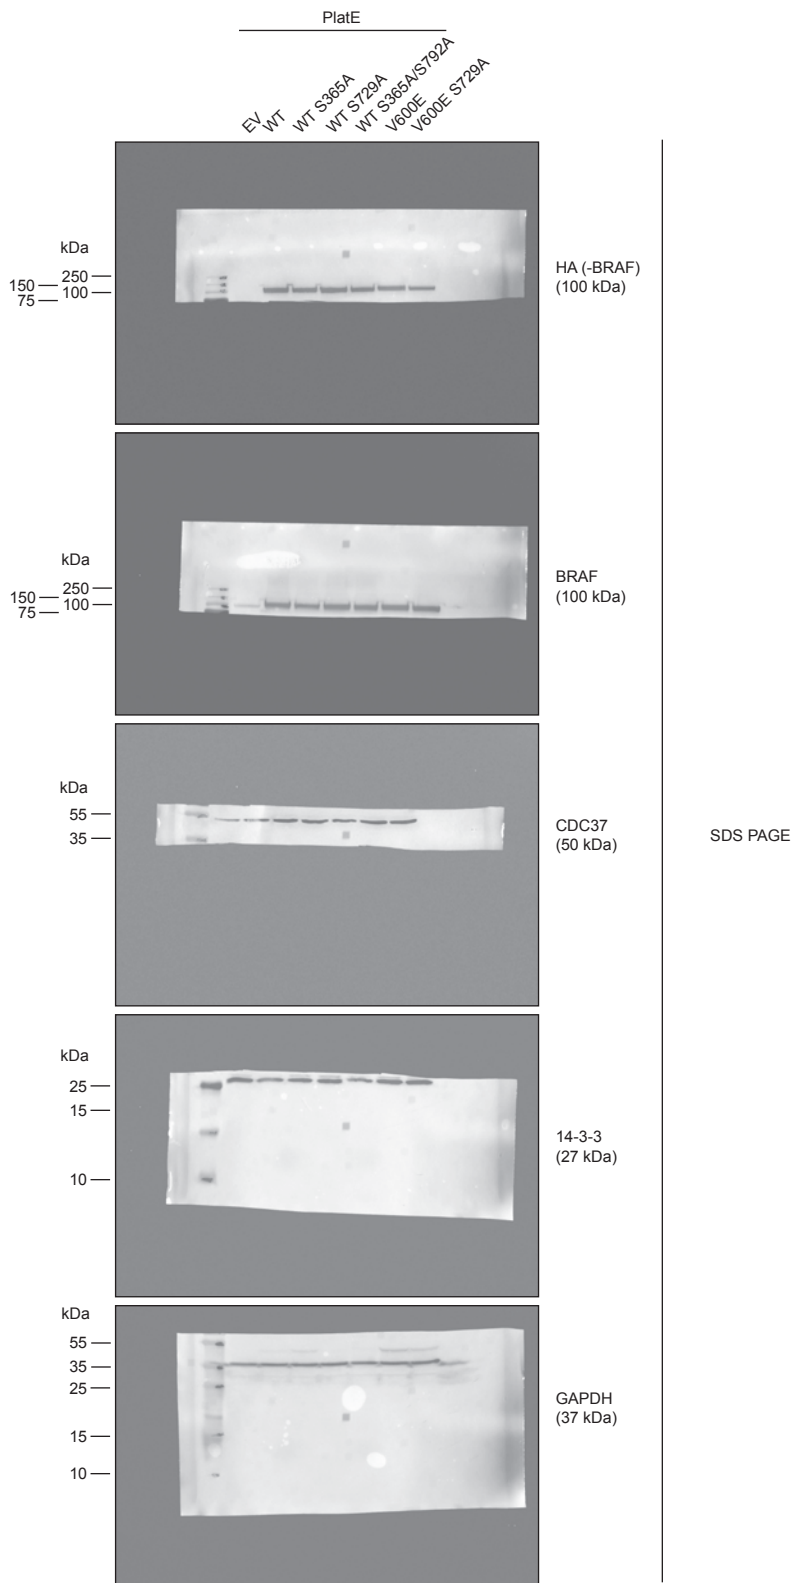 PlatE
EV
WT
WT S365A
WT S729A
WT S365A/S792A
V600E
V600E S729A
kDa
250
150
100
75
HA (-BRAF)
(100 kDa)
kDa
250
150
100
75
BRAF
(100 kDa)
kDa
55
35
CDC37
(50 kDa)
SDS PAGE
kDa
25
15
10
14-3-3
(27 kDa)
kDa
55
35
25
15
10
GAPDH
(37 kDa)